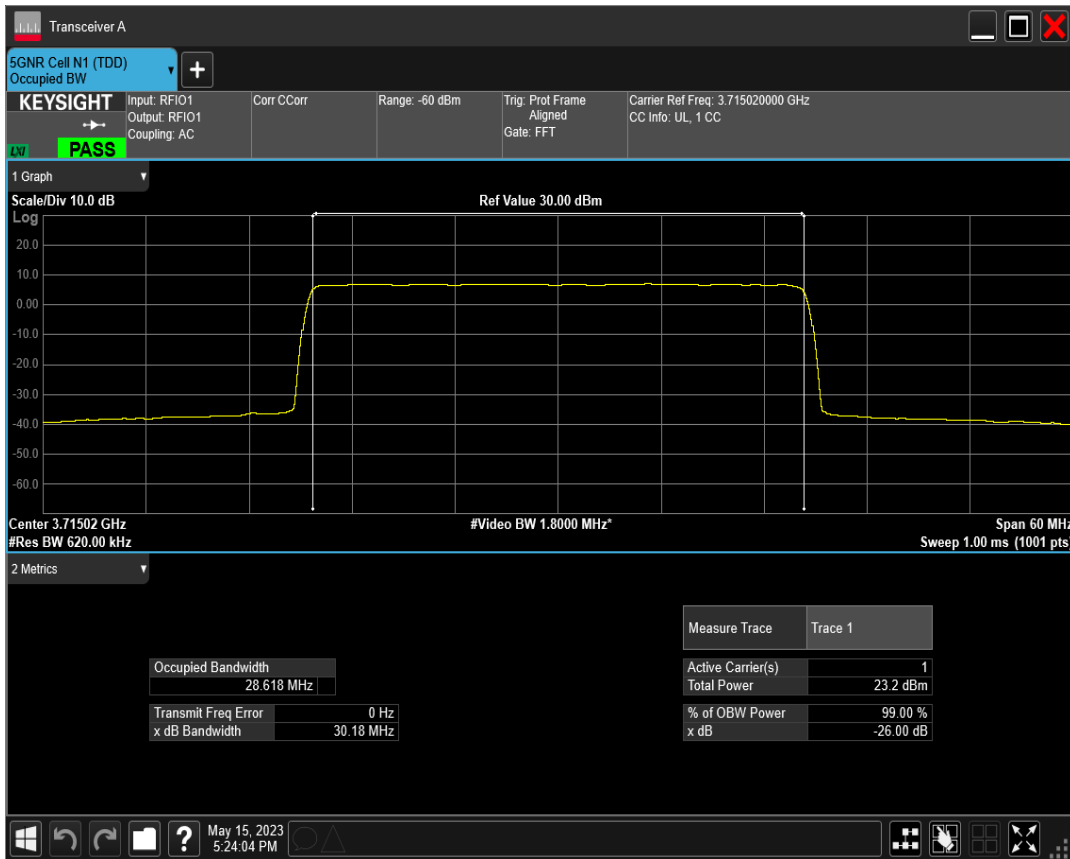 Transceiver A
5GNR Cell N1 (TDD)
Occupied BW
+
KEYSIGHT
LXI
PASS
Input: RFIO1
Output: RFIO1
Coupling: AC
Corr CCorr
Range: -60 dBm
Trig: Prot Frame
Aligned
Gate: FFT
Carrier Ref Freq: 3.715020000 GHz
CC Info: UL, 1 CC
1 Graph
Scale/Div 10.0 dB
Ref Value 30.00 dBm
Log
20.0
10.0
0.00
-10.0
-20.0
-30.0
-40.0
-50.0
-60.0
Center 3.71502 GHz
#Video BW 1.8000 MHz*
Span 60 MHz
#Res BW 620.00 kHz
Sweep 1.00 ms (1001 pts)
2 Metrics
Measure Trace Trace 1
Occupied Bandwidth
28.618 MHz
Transmit Freq Error 0 Hz
x dB Bandwidth 30.18 MHz
Active Carrier(s) 1
Total Power 23.2 dBm
% of OBW Power 99.00 %
x dB -26.00 dB
?
May 15, 2023
5:24:04 PM